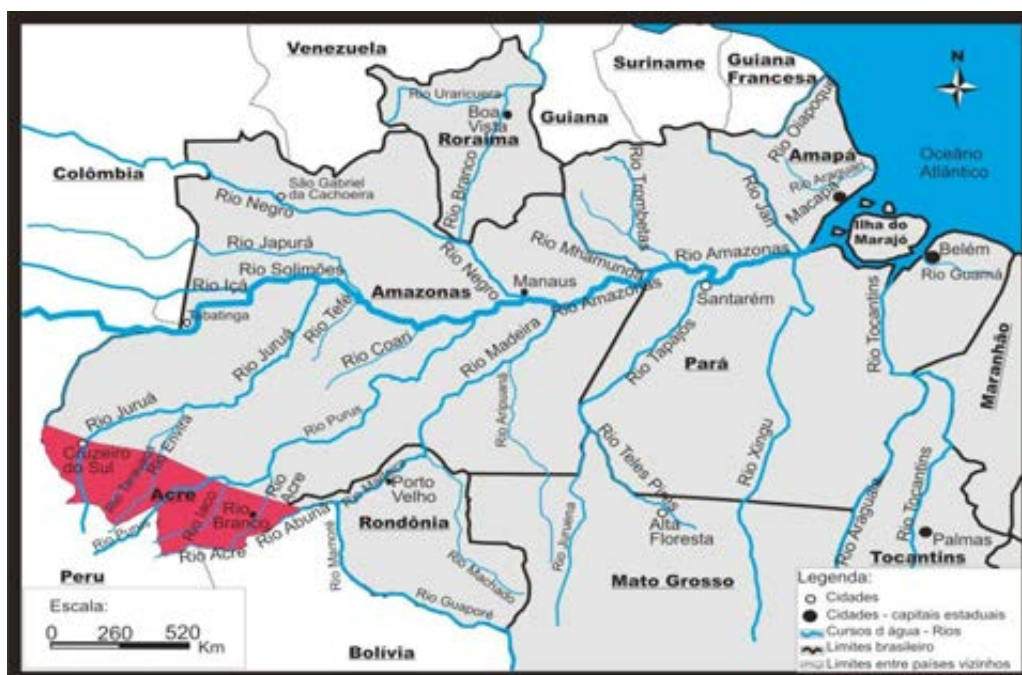 Venezuela
Suriname
Guiana
Francesa
Guiana
N
Rio Uraricuera
Boa
Vista
Roraima
Rio Branco
Rio Oiapoque
Amapá
Rio Araguari
Macapá
Oceário
Atlântico
Colômbia
São Gabriel
da Cachoeira
Rio Negro
Rio Trombetas
Rio Jari
Ilha do
Marajó
Belém
Rio Guamá
Rio Japurá
Rio Solimões
Rio Içá
Rio Negro
Rio Mhamunda
Rio Amazonas
Manaus
Amazonas
Rio Amazonas
Santarém
Tabatinga
Rio Tefé
Rio Juruá
Rio Coari
Rio Madeira
Rio Tapajós
Pará
Rio Tocantins
Maranhão
Rio Juruá
Rio Purus
Rio Aripuanã
Cruzeiro
do Sul
Rio Envira
Rio Tarauacá
Acre
Rio Purus
Rio Iaco
Rio
Branco
Rio Acre
Rio
Acre
Rio Abunã
Porto
Velho
Rondônia
Rio Mamoré
Rio Machado
Rio Guaporé
Rio Juruena
Rio Teles Pires
Alta
Floresta
Rio Xingu
Rio Araguaia
Rio Tocantins
Palmas
Tocantins
Mato Grosso
Peru
Bolívia
Escala:
0 260 520
Km
Legenda:
Cidades
Cidades - capitais estaduais
Cursos d água - Rios
Limites brasileiro
Limites entre países vizinhos